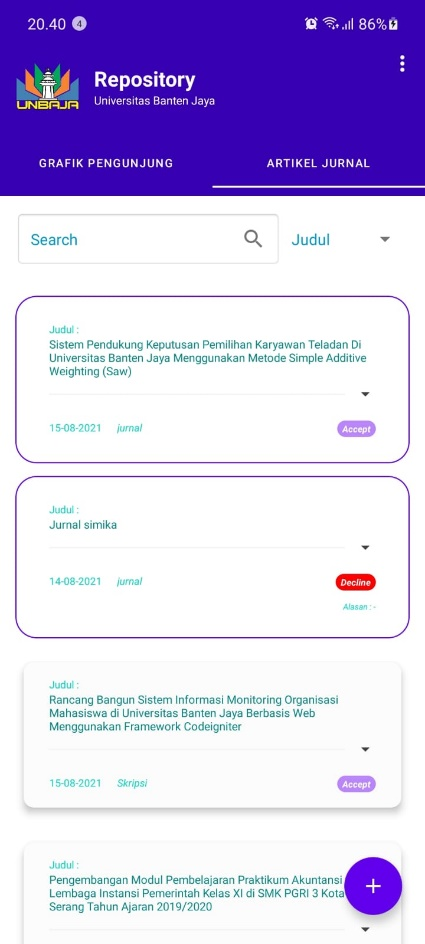 20.40 4 86%
UNBAJA
Repository
Universitas Banten Jaya
GRAFIK PENGUNJUNG ARTIKEL JURNAL
Search Judul
Judul :
Sistem Pendukung Keputusan Pemilihan Karyawan Teladan Di
Universitas Banten Jaya Menggunakan Metode Simple Additive
Weighting (Saw)
15-08-2021 jurnal Accept
Judul :
Jurnal simika
14-08-2021 jurnal Decline
Alasan : -
Judul :
Rancang Bangun Sistem Informasi Monitoring Organisasi
Mahasiswa di Universitas Banten Jaya Berbasis Web
Menggunakan Framework Codeigniter
15-08-2021 Skripsi Accept
Judul :
Pengembangan Modul Pembelajaran Praktikum Akuntansi
Lembaga Instansi Pemerintah Kelas XI di SMK PGRI 3 Kota
Serang Tahun Ajaran 2019/2020